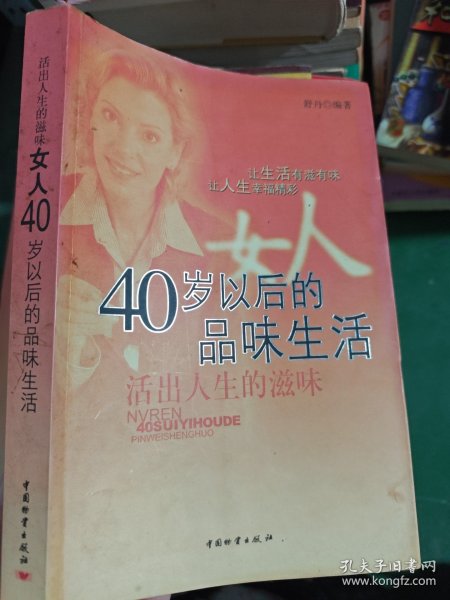 活出人生的滋味 女人40岁以后的品味生活
中国物资出版社
舒丹◎编著
让生活有滋有味
让人生幸福精彩
女人
40岁以后的
品味生活
活出人生的滋味
NVREN
40SUIYIHOUDE
PINWEISHENGHUO
中国物资出版社
孔夫子旧书网
www.kongfz.com